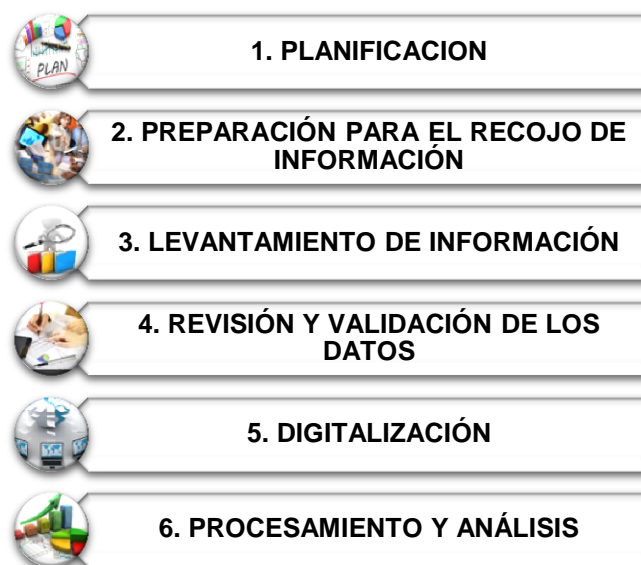 PLAN
1. PLANIFICACION
2. PREPARACIÓN PARA EL RECOJO DE
INFORMACIÓN
3. LEVANTAMIENTO DE INFORMACIÓN
4. REVISIÓN Y VALIDACIÓN DE LOS
DATOS
5. DIGITALIZACIÓN
6. PROCESAMIENTO Y ANÁLISIS